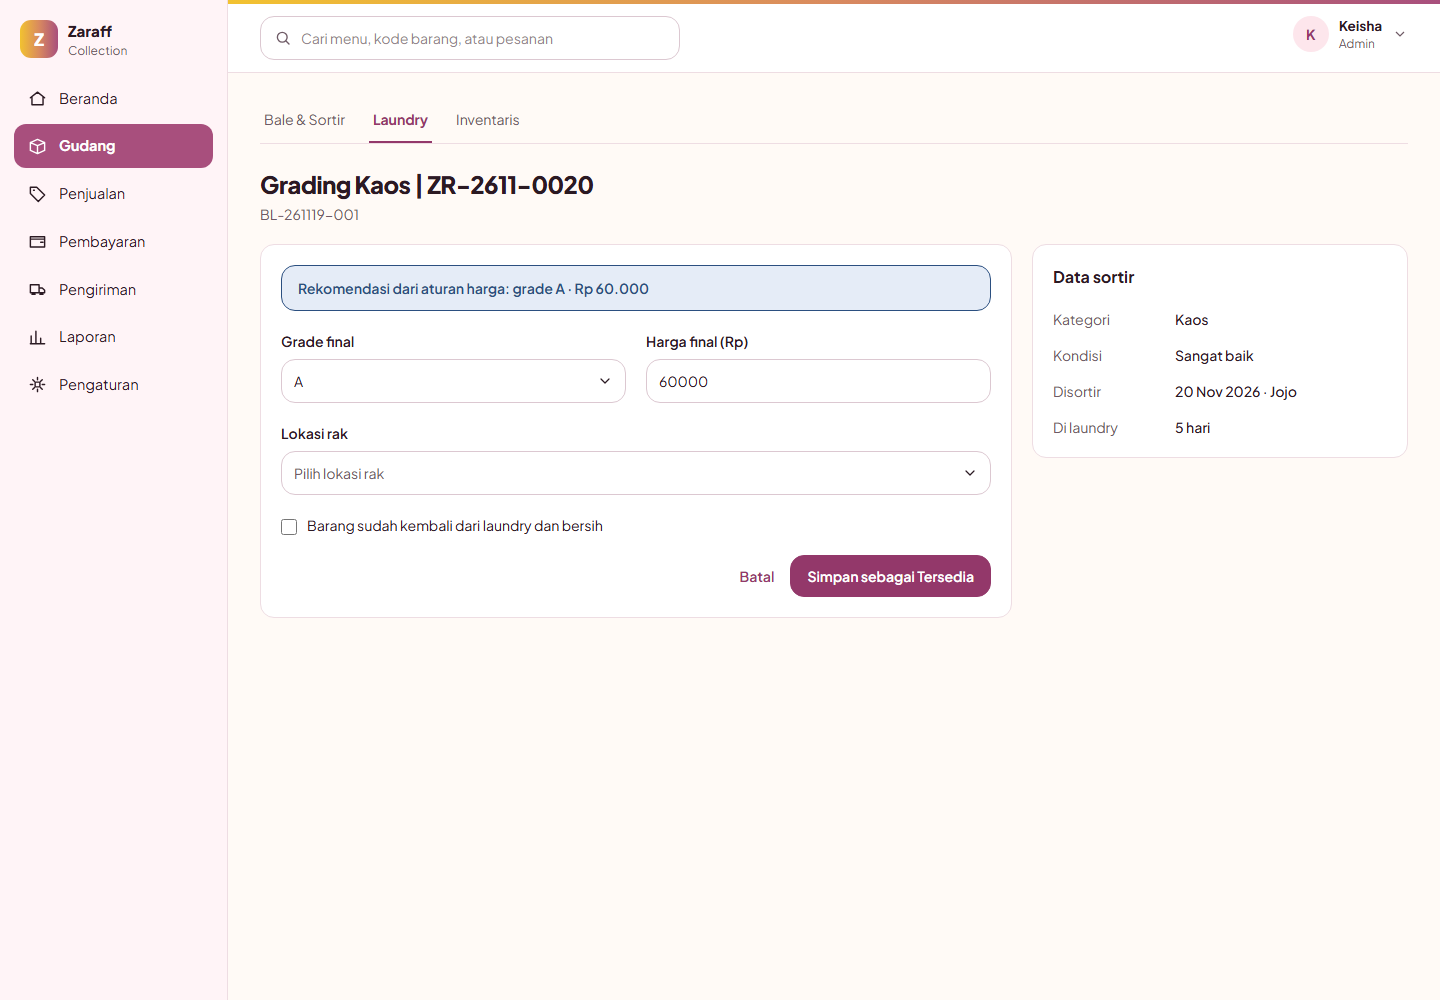 Z
Zaraff
Collection
Beranda
Gudang
Penjualan
Pembayaran
Pengiriman
Laporan
Pengaturan
Cari menu, kode barang, atau pesanan
K
Keisha
Admin
Bale & Sortir
Laundry
Inventaris
Grading Kaos | ZR-2611-0020
BL-261119-001
Rekomendasi dari aturan harga: grade A · Rp 60.000
Grade final
Harga final (Rp)
A
60000
Lokasi rak
Pilih lokasi rak
Barang sudah kembali dari laundry dan bersih
Batal
Simpan sebagai Tersedia
Data sortir
Kategori Kaos
Kondisi Sangat baik
Disortir 20 Nov 2026 · Jojo
Di laundry 5 hari